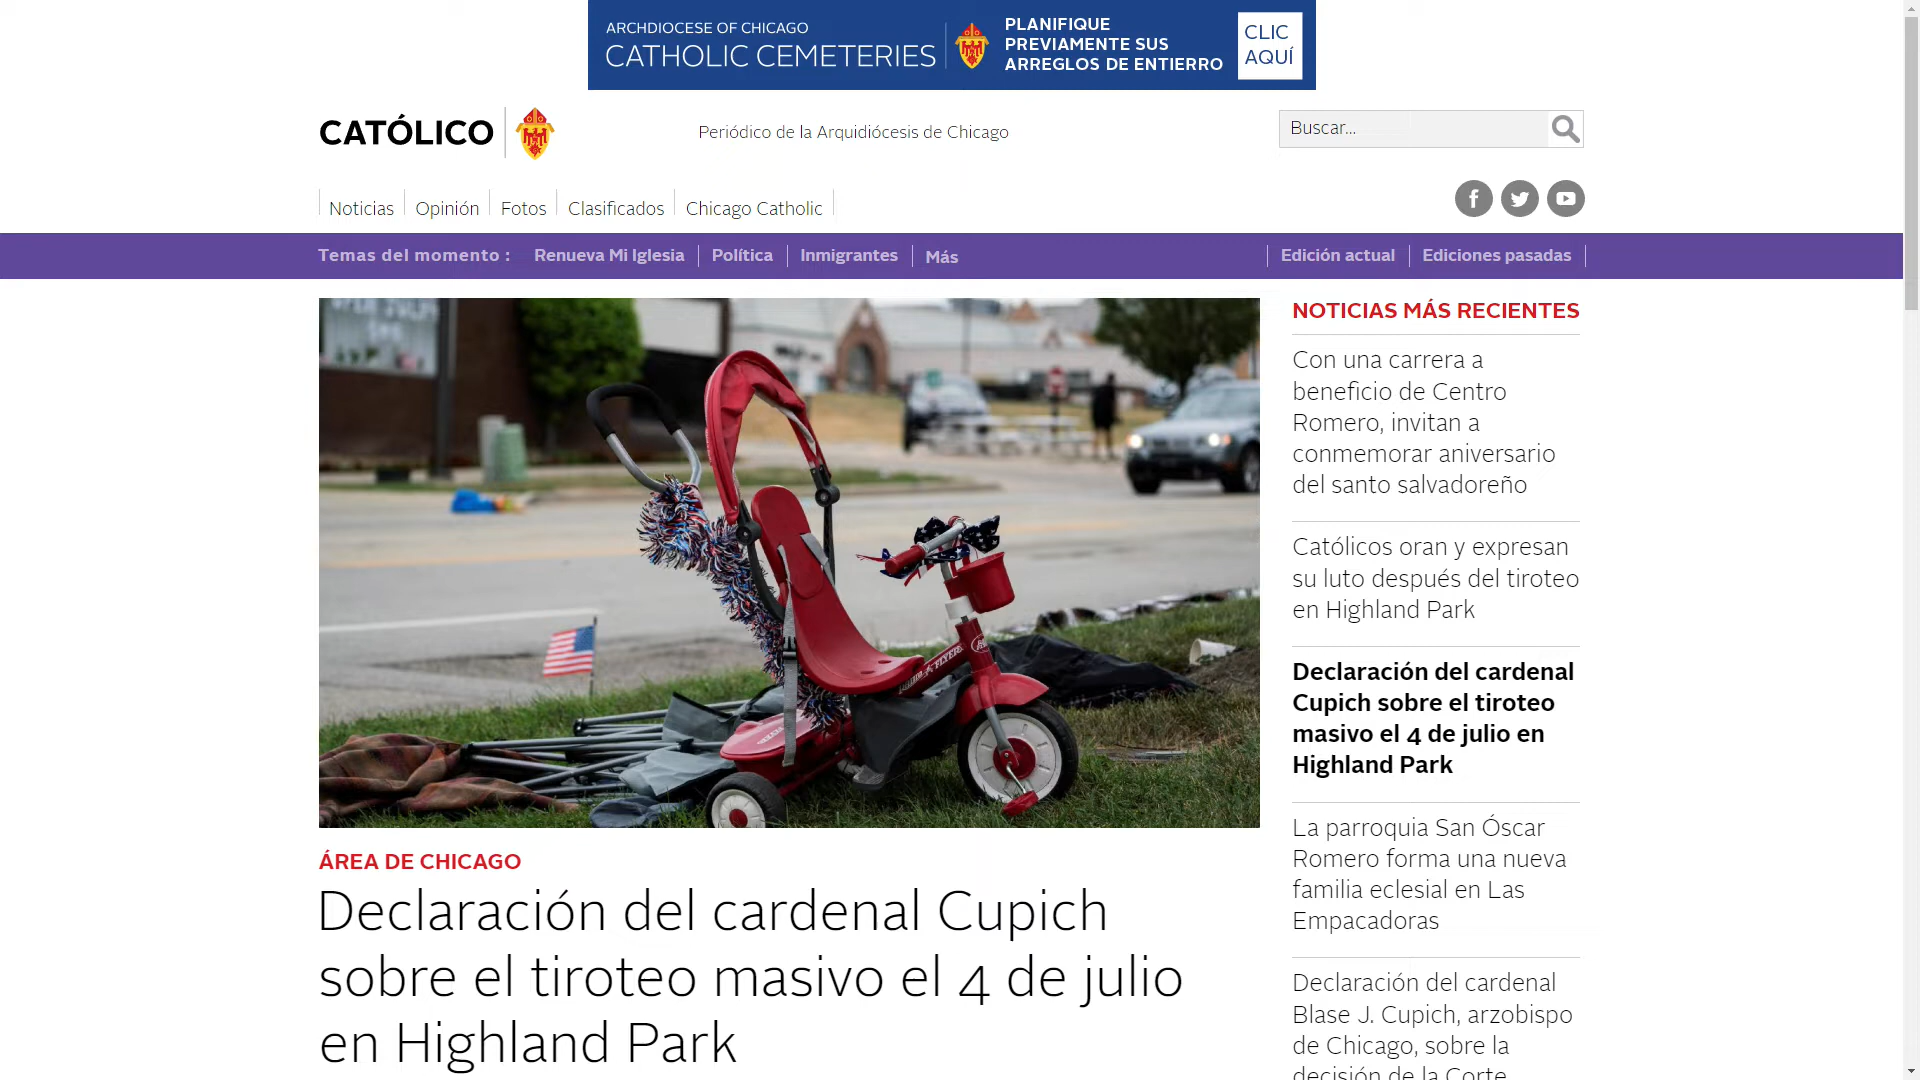 ARCHDIOCESE OF CHICAGO
CATHOLIC CEMETERIES
PLANIFIQUE
PREVIAMENTE SUS
ARREGLOS DE ENTIERRO
CLIC
AQUÍ
CATÓLICO
Periódico de la Arquidiócesis de Chicago
Buscar...
Noticias
Opinión
Fotos
Clasificados
Chicago Catholic
Temas del momento :
Renueva Mi Iglesia
Política
Inmigrantes
Más
Edición actual
Ediciones pasadas
RADIO FLYER
ÁREA DE CHICAGO
Declaración del cardenal Cupich
sobre el tiroteo masivo el 4 de julio
en Highland Park
NOTICIAS MÁS RECIENTES
Con una carrera a
beneficio de Centro
Romero, invitan a
conmemorar aniversario
del santo salvadoreño
Católicos oran y expresan
su luto después del tiroteo
en Highland Park
Declaración del cardenal
Cupich sobre el tiroteo
masivo el 4 de julio en
Highland Park
La parroquia San Óscar
Romero forma una nueva
familia eclesial en Las
Empacadoras
Declaración del cardenal
Blase J. Cupich, arzobispo
de Chicago, sobre la
decisión de la Corte